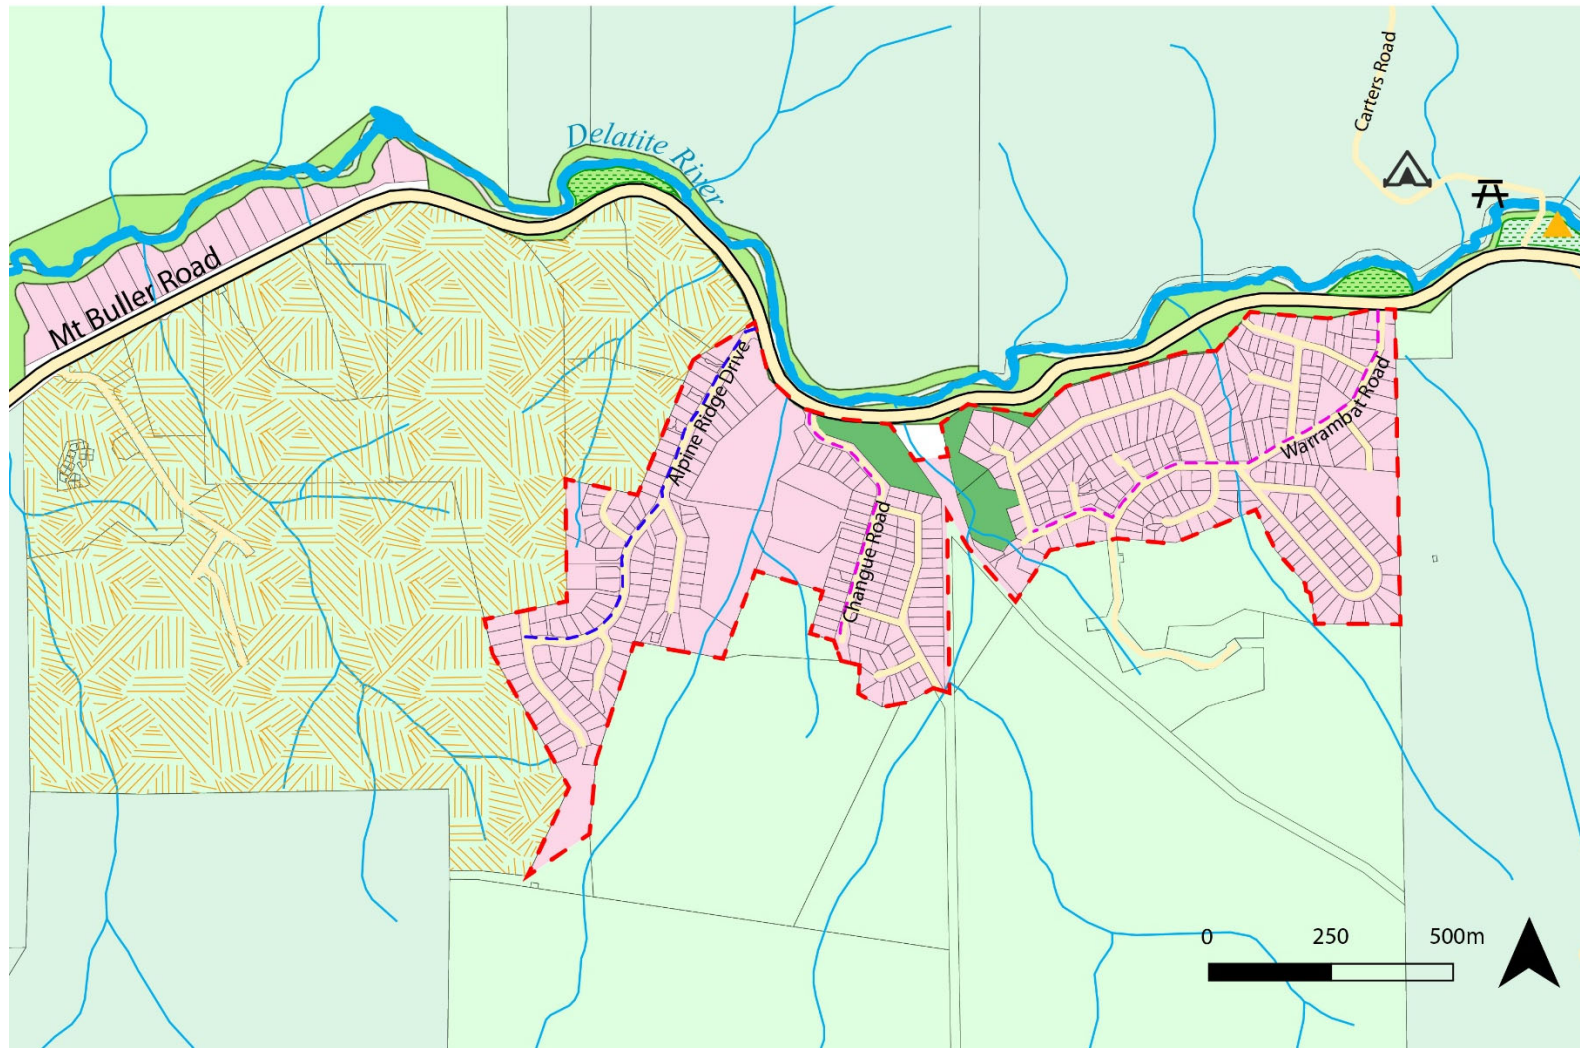 Carters Road
Delatite River
Mt Buller Road
Alpine Ridge Drive
Warrambat Road
Changue Road
0 250 500m